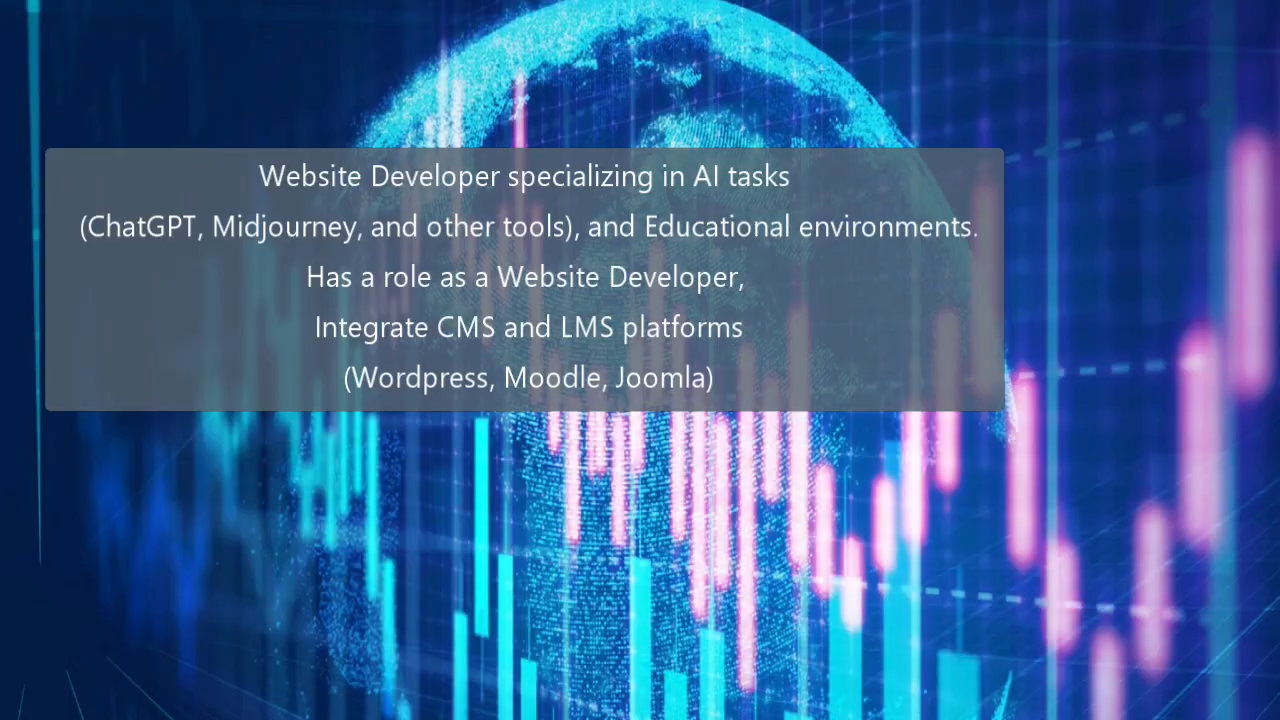 Website Developer specializing in AI tasks
(ChatGPT, Midjourney, and other tools), and Educational environments.
Has a role as a Website Developer,
Integrate CMS and LMS platforms
(Wordpress, Moodle, Joomla)